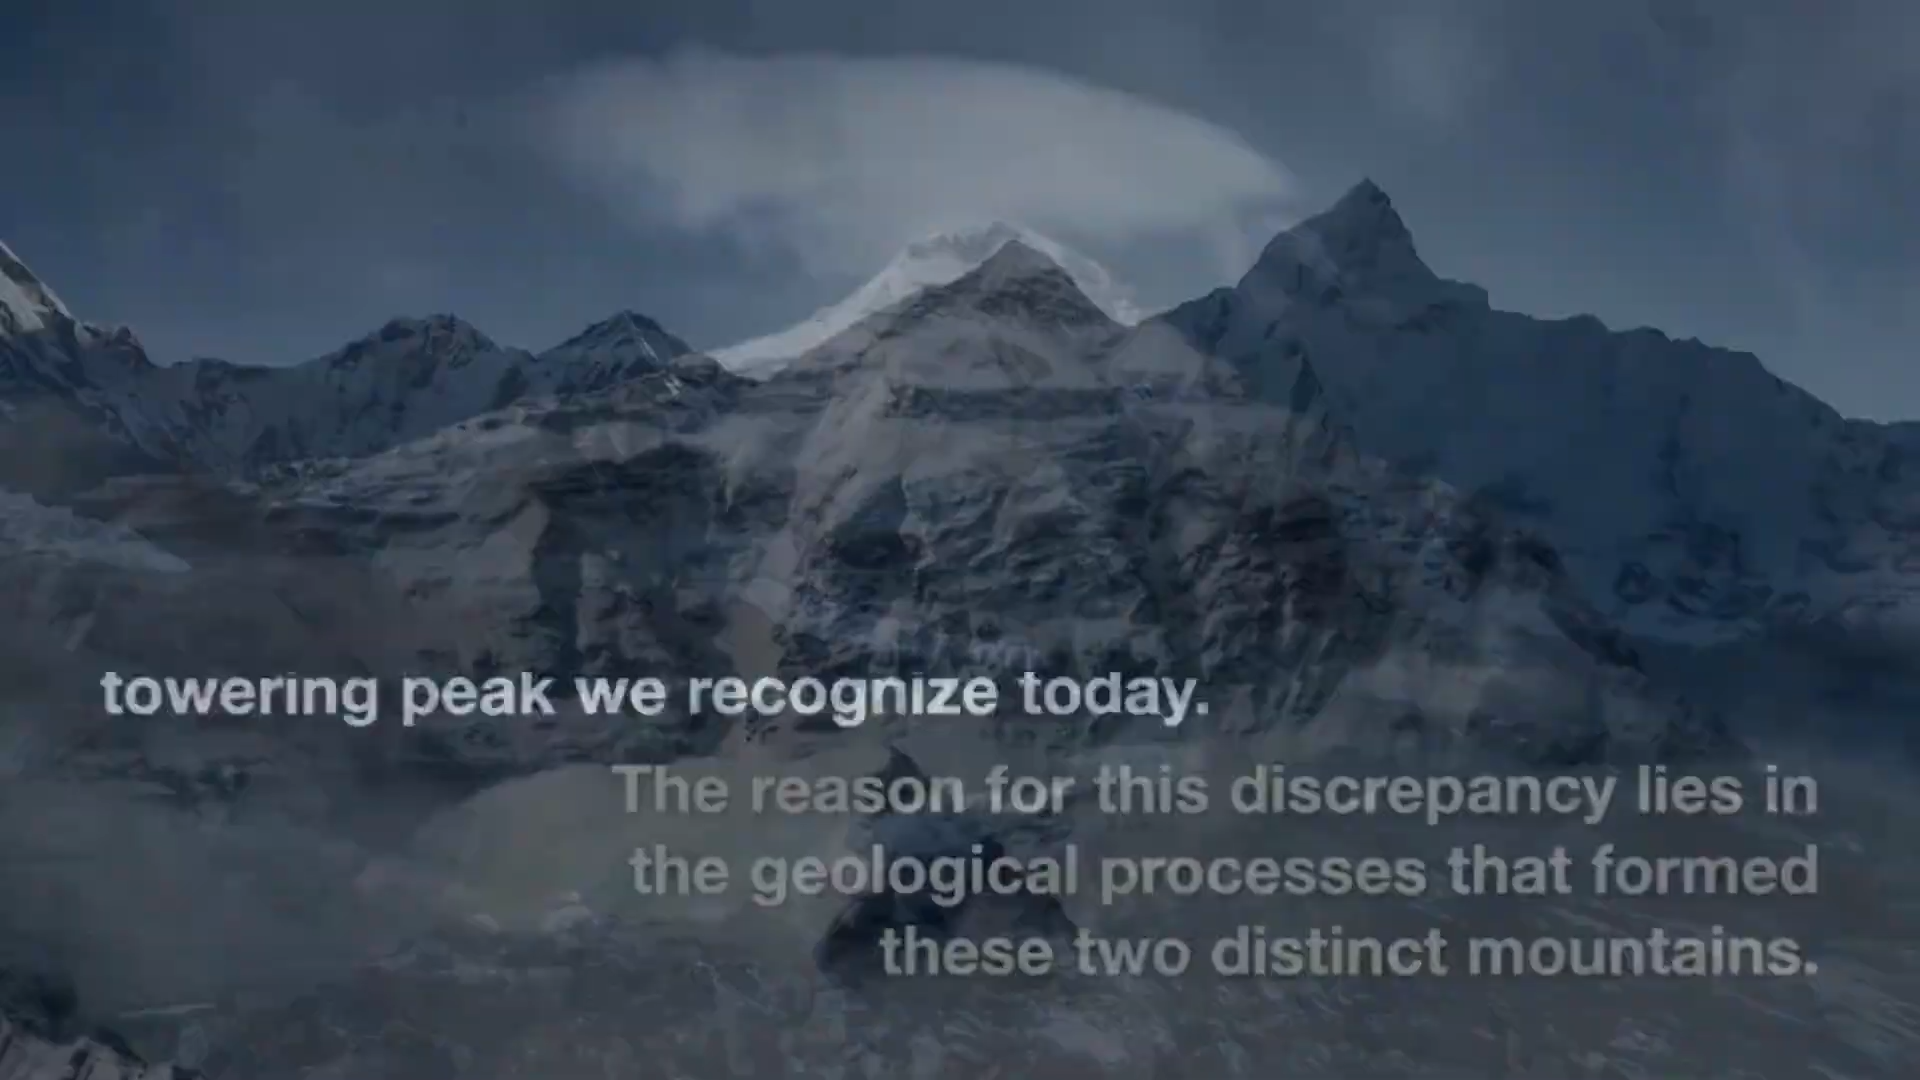 towering peak we recognize today.
The reason for this discrepancy lies in
the geological processes that formed
these two distinct mountains.